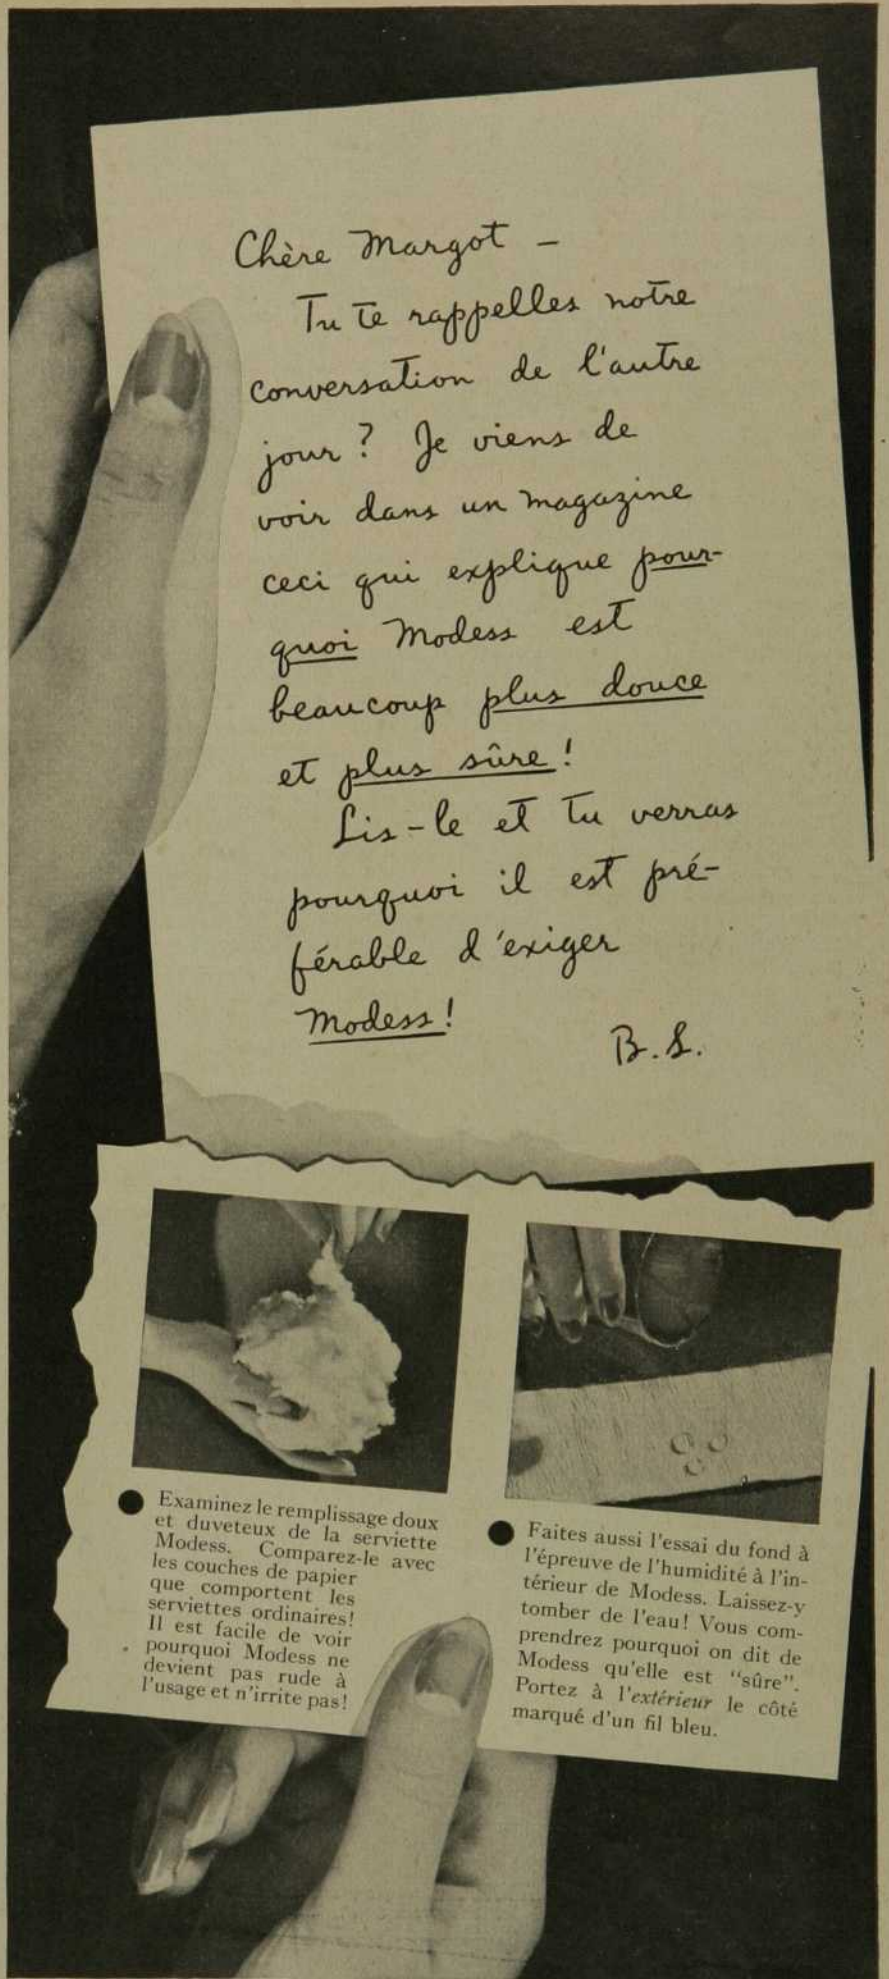 Chère Margot -
Tu te rappelles notre
conversation de l'autre
jour ? Je viens de
voir dans un magazine
ceci qui explique pour-
quoi Modess est
beaucoup plus douce
et plus sûre !
Lis-le et tu verras
pourquoi il est pré-
férable d'exiger
Modess !
B.S.
Examinez le remplissage doux
et duveteux de la serviette
Modess. Comparez-le avec
les couches de papier
que comportent les
serviettes ordinaires!
Il est facile de voir
pourquoi Modess ne
devient pas rude à
l'usage et n'irrite pas!
Faites aussi l'essai du fond à
l'épreuve de l'humidité à l'in-
térieur de Modess. Laissez-y
tomber de l'eau! Vous com-
prendrez pourquoi on dit de
Modess qu'elle est "sûre".
Portez à l'extérieur le côté
marqué d'un fil bleu.